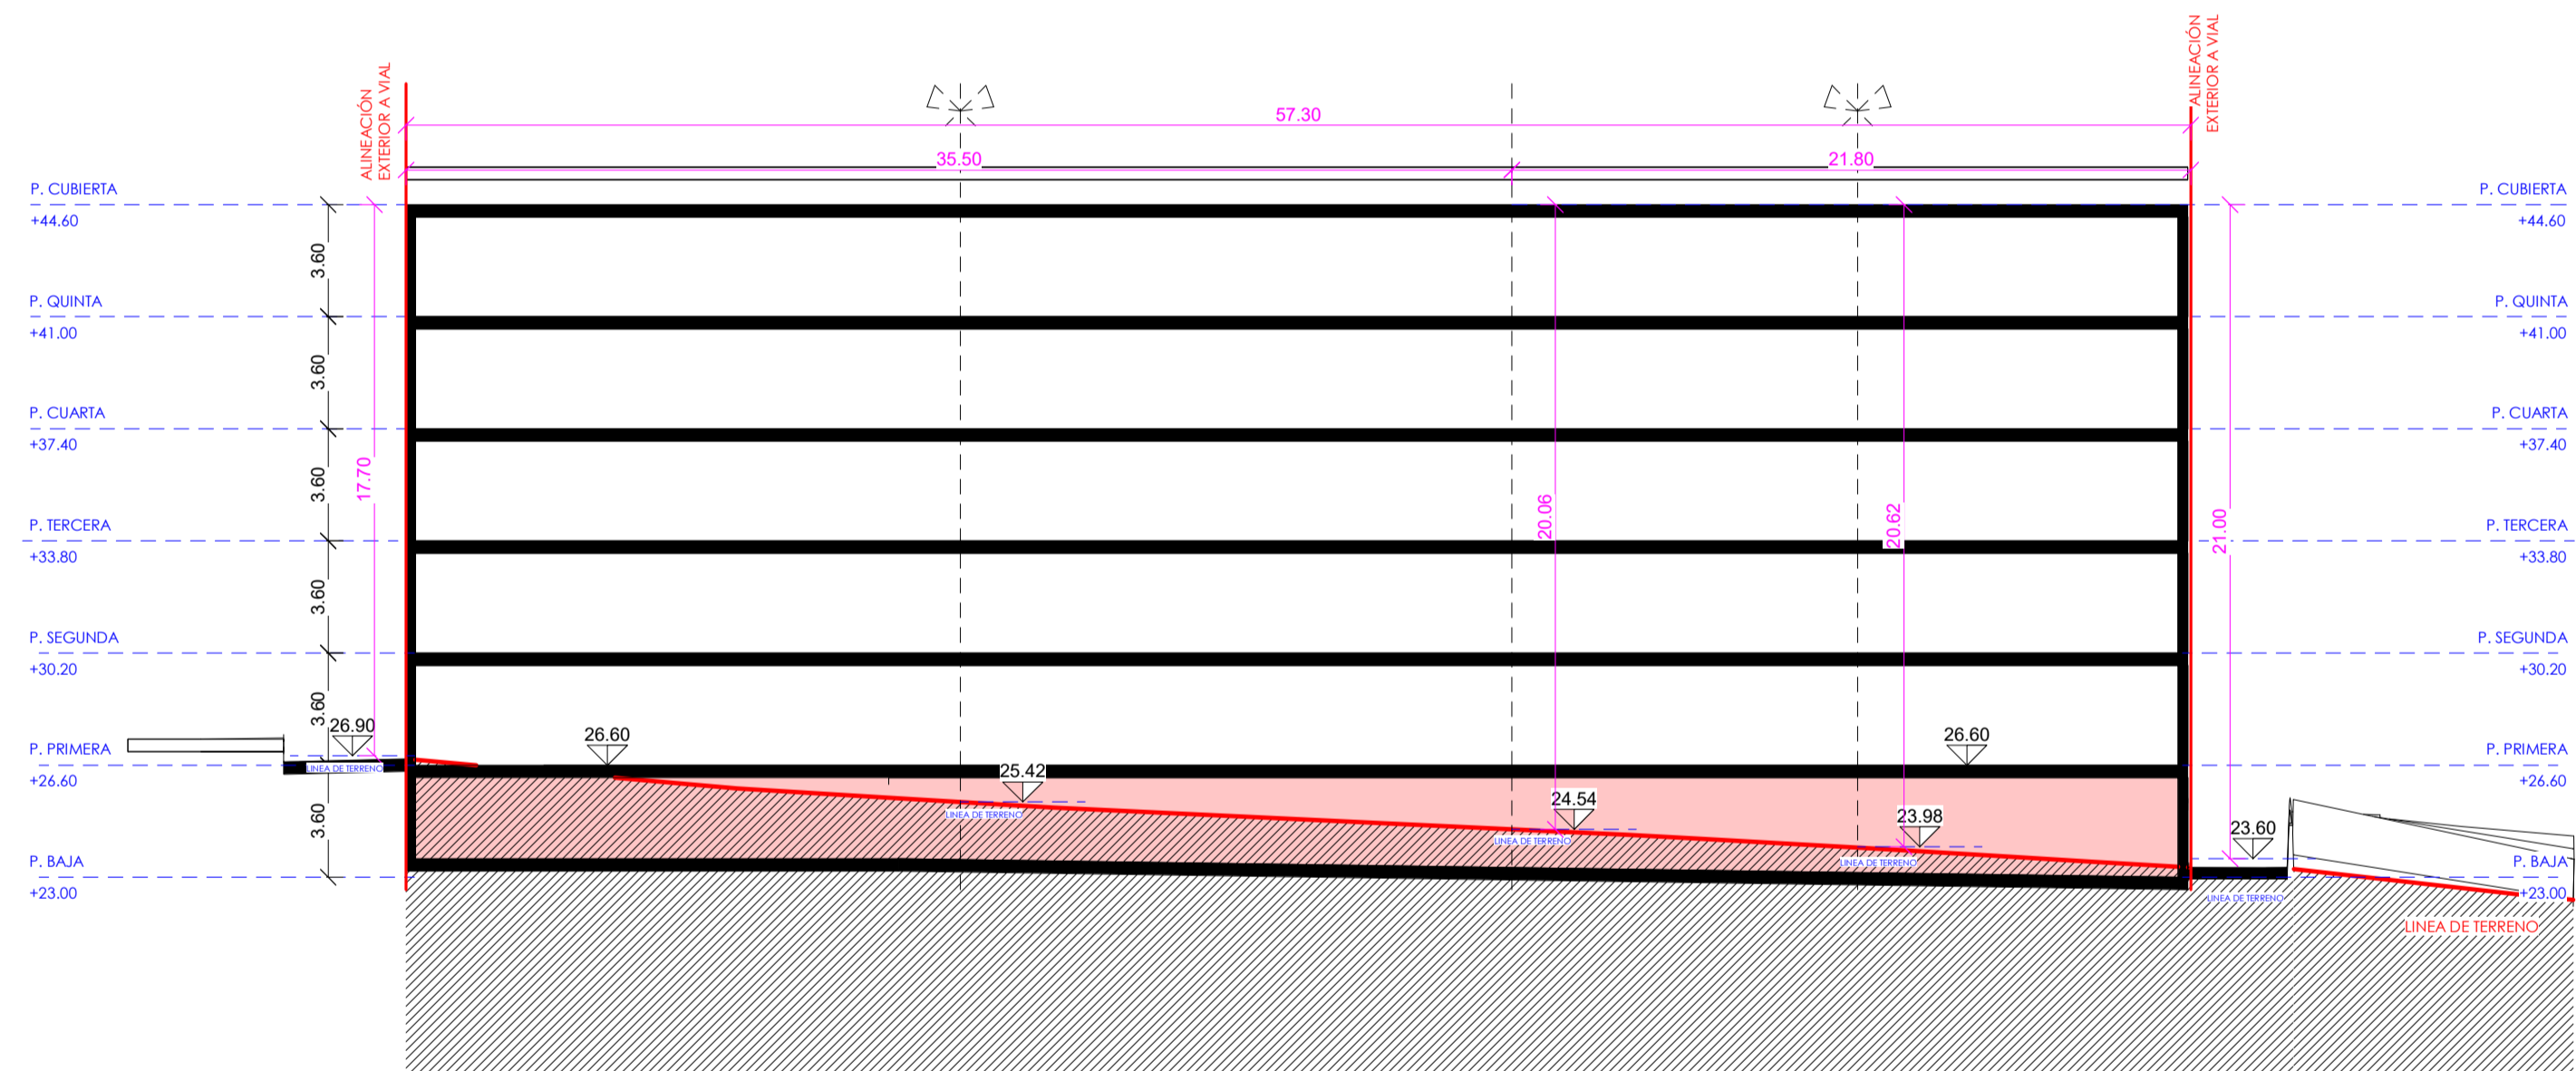 ALINEACIÓN
EXTERIOR A VIAL
ALINEACIÓN
EXTERIOR A VIAL
57.30
35.50
21.80
P. CUBIERTA
+44.60
P. CUBIERTA
+44.60
3.60
P. QUINTA
+41.00
P. QUINTA
+41.00
3.60
P. CUARTA
+37.40
P. CUARTA
+37.40
3.60
17.70
20.06
20.62
21.00
P. TERCERA
+33.80
P. TERCERA
+33.80
3.60
P. SEGUNDA
+30.20
P. SEGUNDA
+30.20
3.60
26.90
26.60
26.60
P. PRIMERA
+26.60
LINEA DE TERRENO
P. PRIMERA
+26.60
25.42
LINEA DE TERRENO
24.54
LINEA DE TERRENO
23.98
LINEA DE TERRENO
23.60
LINEA DE TERRENO
3.60
P. BAJA
+23.00
P. BAJA
+23.00
LINEA DE TERRENO